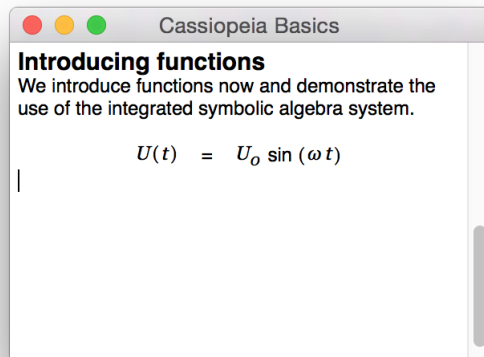 Cassiopeia Basics
Introducing functions
We introduce functions now and demonstrate the
use of the integrated symbolic algebra system.
U(t) = Uₒ sin (ω t)